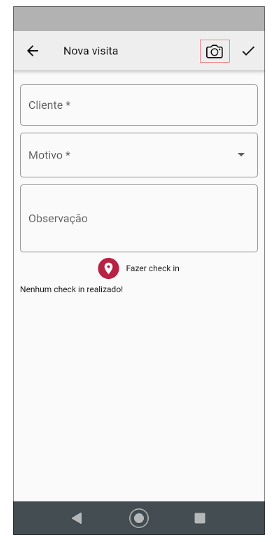 Nova visita
Cliente *
Motivo *
Observação
Fazer check in
Nenhum check in realizado!